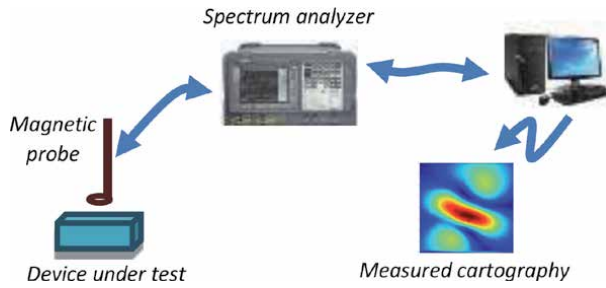 Spectrum analyzer
Magnetic
probe
Device under test
Measured cartography